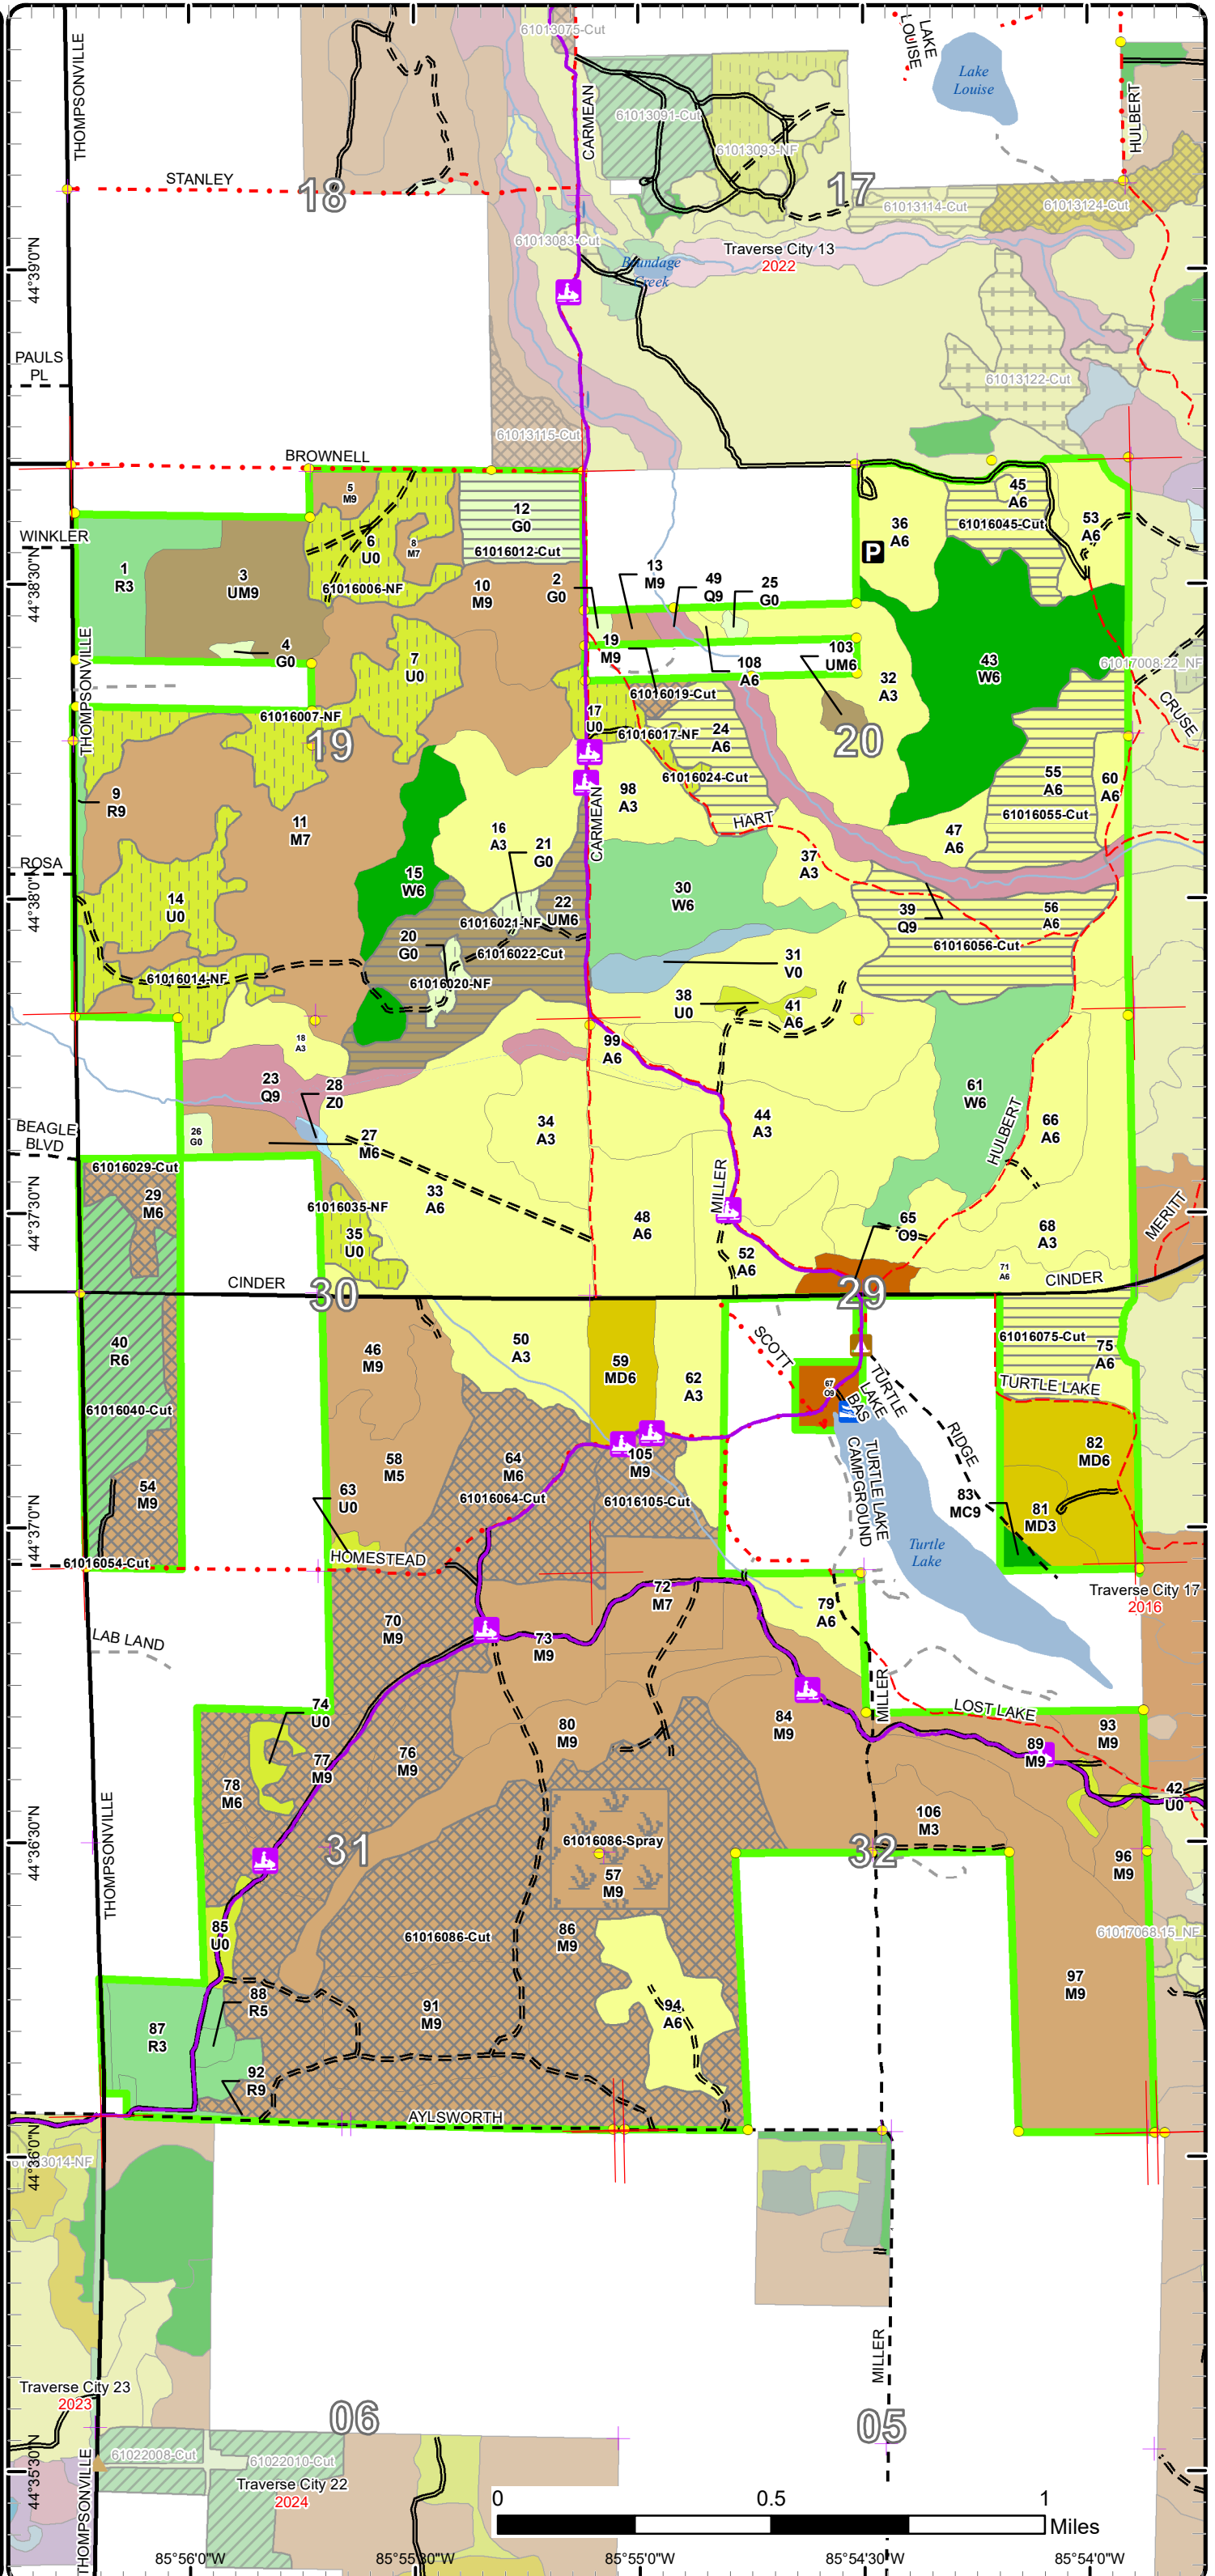 61013075-Cut
THOMPSONVILLE
CARMEAN
LAKE LOUISE
Lake
Louise
HULBERT
61013091-Cut
61013093-NF
STANLEY
18
17
61013114-Cut
61013124-Cut
61013083-Cut
Traverse City 13
2022
Brundage
Creek
44°39'0"N
PAULS
PL
61013122-Cut
61013115-Cut
BROWNELL
5
M9
12
G0
45
A6
61016045-Cut
36
A6
53
A6
WINKLER
6
U0
8
M7
61016012-Cut
P
1
R3
3
UM9
61016006-NF
10
M9
2
G0
13
M9
49
Q9
25
G0
44°38'30"N
4
G0
7
U0
19
M9
108
A6
103
UM6
43
W6
61017008:22_NF
THOMPSONVILLE
61016019-Cut
32
A3
CRUSE
61016007-NF
17
U0
61016017-NF
24
A6
19
20
61016024-Cut
55
A6
60
A6
9
R9
98
A3
61016055-Cut
11
M7
CARMEAN
HART
16
A3
21
G0
47
A6
ROSA
15
W6
37
A3
14
U0
30
W6
22
UM6
39
Q9
56
A6
44°38'0"N
61016021-NF
20
G0
61016022-Cut
61016056-Cut
61016014-NF
61016020-NF
31
V0
38
U0
41
A6
18
A3
99
A6
23
Q9
28
Z0
61
W6
34
A3
44
A3
66
A6
HULBERT
BEAGLE
BLVD
26
G0
27
M6
61016029-Cut
29
M6
33
A6
61016035-NF
MILLER
44°37'30"N
35
U0
48
A6
65
O9
68
A3
MERITT
52
A6
71
A6
CINDER
30
29
CINDER
40
R6
46
M9
50
A3
59
MD6
62
A3
SCOTT
61016075-Cut
75
A6
67
O9
TURTLE LAKE
BAS
TURTLE LAKE
61016040-Cut
RIDGE
TURTLE LAKE
CAMPGROUND
58
M5
64
M6
105
M9
82
MD6
54
M9
63
U0
61016064-Cut
61016105-Cut
83
MC9
81
MD3
44°37'0"N
Turtle
Lake
61016054-Cut
HOMESTEAD
72
M7
79
A6
Traverse City 17
2016
LAB LAND
70
M9
73
M9
74
U0
84
M9
MILLER
LOST LAKE
80
M9
93
M9
77
M9
76
M9
89
M9
78
M6
42
U0
THOMPSONVILLE
106
M3
44°36'30"N
31
61016086-Spray
32
57
M9
96
M9
85
U0
61016086-Cut
86
M9
61017068:15_NF
97
M9
88
R5
91
M9
94
A6
87
R3
92
R9
AYLSWORTH
44°36'0"N
Traverse City 23
2023
MILLER
06
05
61022008-Cut
61022010-Cut
Traverse City 22
2024
44°35'30"N
THOMPSONVILLE
0 0.5 1
Miles
85°56'0"W 85°55'30"W 85°55'0"W 85°54'30"W 85°54'0"W